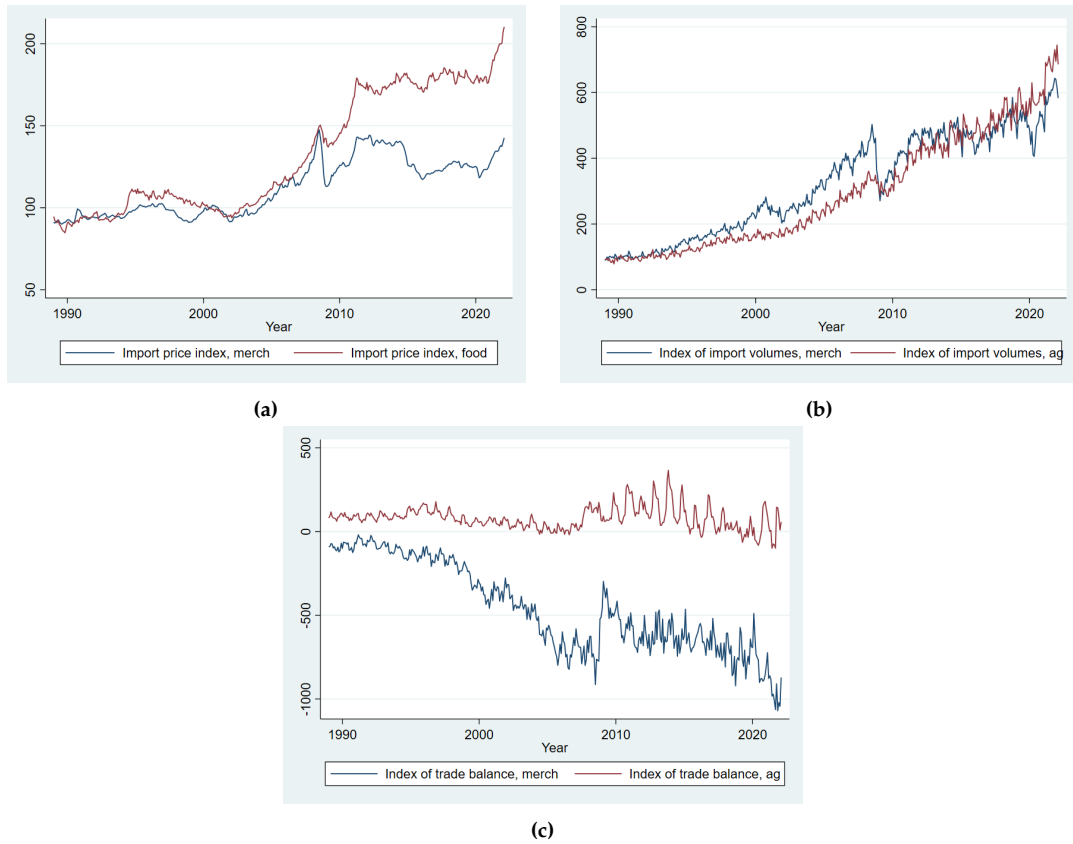 200
150
100
50
1990 2000 2010 2020
Year
Import price index, merch Import price index, food
(a)
800
600
400
200
0
1990 2000 2010 2020
Year
Index of import volumes, merch Index of import volumes, ag
(b)
500
0
-500
-1000
1990 2000 2010 2020
Year
Index of trade balance, merch Index of trade balance, ag
(c)